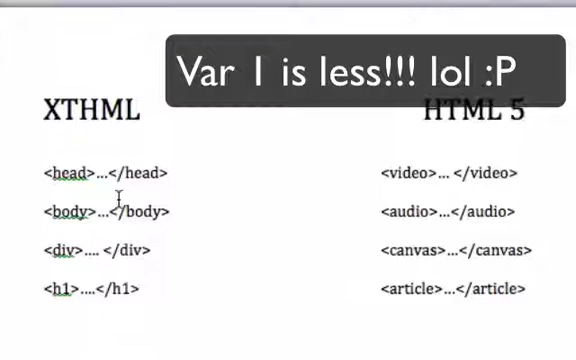 Var 1 is less!!! lol :P
XTHML
HTML 5
<head>...</head>
<video>... </video>
<body>...</body>
<audio>...</audio>
<div>.... </div>
<canvas>...</canvas>
<h1>....</h1>
<article>...</article>